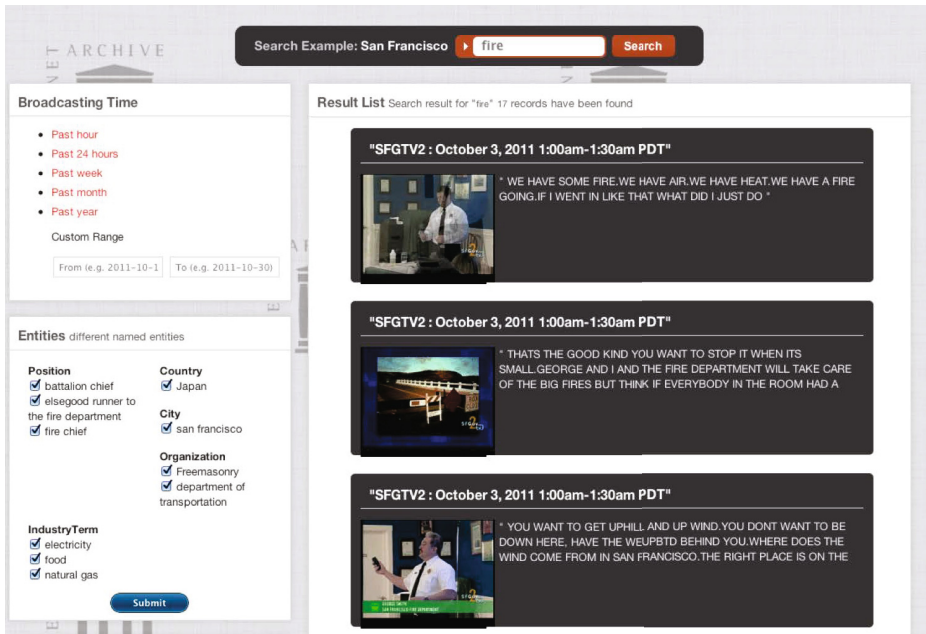 ARCHIVE
Search Example: San Francisco
fire
Search
Broadcasting Time
Past hour
Past 24 hours
Past week
Past month
Past year
Custom Range
From (e.g. 2011-10-1
To (e.g. 2011-10-30)
Entities different named entities
Position
battalion chief
elsegood runner to
the fire department
fire chief
Country
Japan
City
san francisco
Organization
Freemasonry
department of
transportation
IndustryTerm
electricity
food
natural gas
Submit
Result List Search result for "fire" 17 records have been found
"SFGTV2 : October 3, 2011 1:00am-1:30am PDT"
" WE HAVE SOME FIRE.WE HAVE AIR.WE HAVE HEAT.WE HAVE A FIRE
GOING.IF I WENT IN LIKE THAT WHAT DID I JUST DO "
"SFGTV2 : October 3, 2011 1:00am-1:30am PDT"
" THATS THE GOOD KIND YOU WANT TO STOP IT WHEN ITS
SMALL.GEORGE AND I AND THE FIRE DEPARTMENT WILL TAKE CARE
OF THE BIG FIRES BUT THINK IF EVERYBODY IN THE ROOM HAD A
"SFGTV2 : October 3, 2011 1:00am-1:30am PDT"
" YOU WANT TO GET UPHILL AND UP WIND.YOU DONT WANT TO BE
DOWN HERE, HAVE THE WEUPBTD BEHIND YOU.WHERE DOES THE
WIND COME FROM IN SAN FRANCISCO.THE RIGHT PLACE IS ON THE
GEORGE SMITH
SAN FRANCISCO FIRE DEPARTMENT